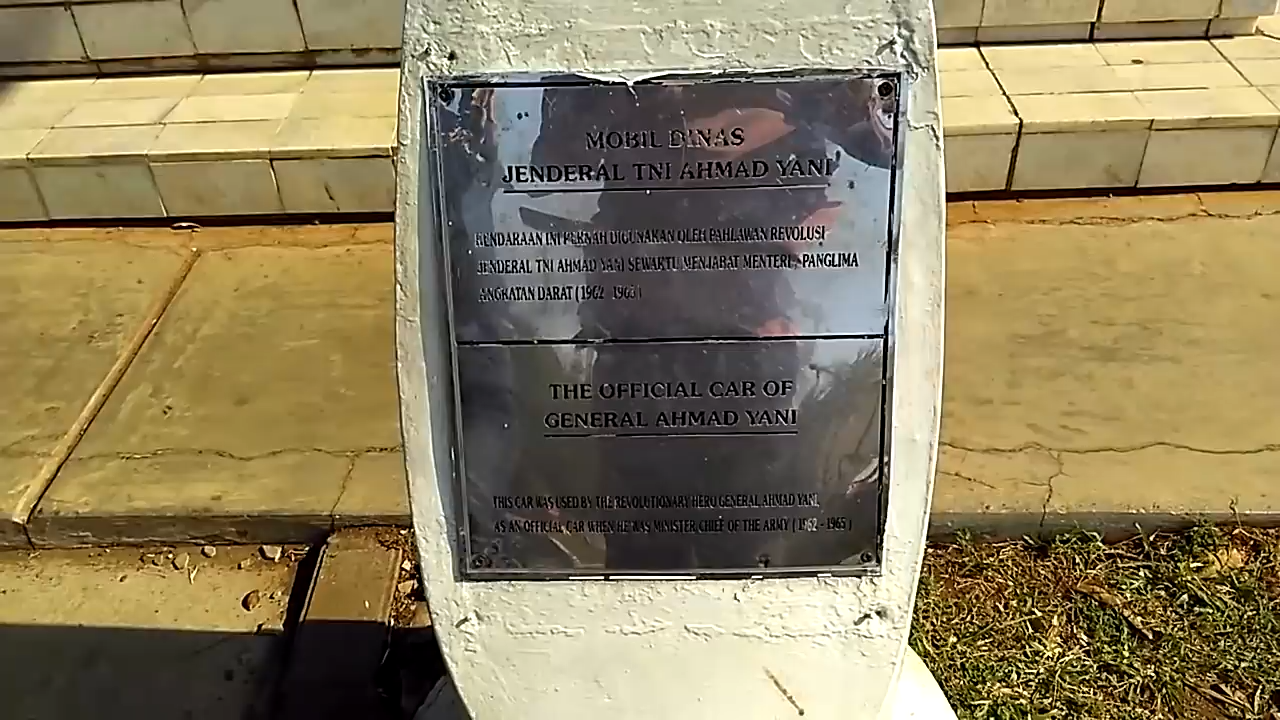 MOBIL DINAS
JENDERAL TNI AHMAD YANI
KENDARAAN INI PERNAH DIGUNAKAN OLEH PAHLAWAN REVOLUSI
JENDERAL TNI AHMAD YANI SEWAKTU MENJABAT MENTERI / PANGLIMA
ANGKATAN DARAT ( 1962 - 1965 )
THE OFFICIAL CAR OF
GENERAL AHMAD YANI
THIS CAR WAS USED BY THE REVOLUTIONARY HERO GENERAL AHMAD YANI,
AS AN OFFICIAL CAR WHEN HE WAS MINISTER/CHIEF OF THE ARMY ( 1962 - 1965 )